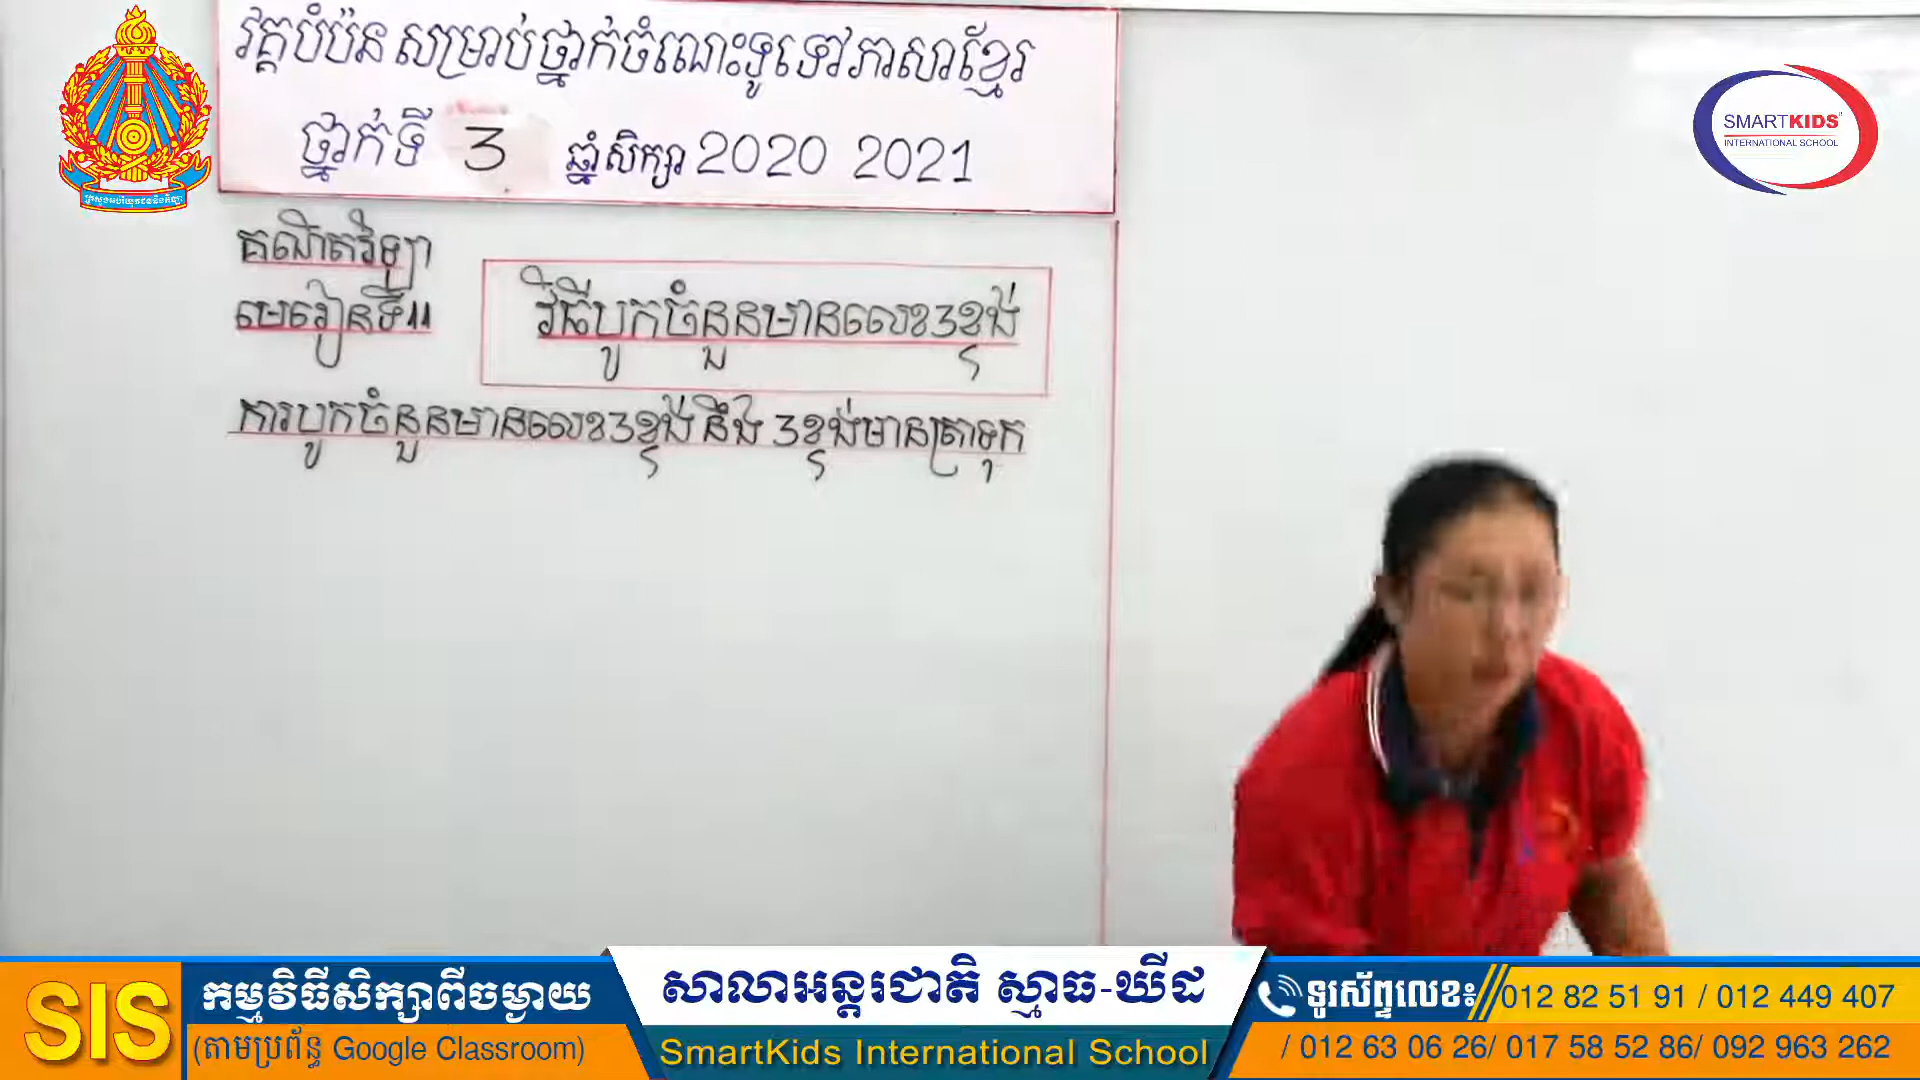 វគ្គបំប៉ន សម្រាប់ថ្នាក់ចំណេះទូទៅភាសាខ្មែរ
ថ្នាក់ទី 3 ឆ្នាំសិក្សា 2020 2021
SMARTKIDS
INTERNATIONAL SCHOOL
គណិតវិទ្យា
មេរៀនទី11
វិធីបូកចំនួនមានលេខ3ខ្ទង់
ការបូកចំនួនមានលេខ3ខ្ទង់ នឹង 3ខ្ទង់មានត្រាទុក
SIS
កម្មវិធីសិក្សាពីចម្ងាយ
(តាមប្រព័ន្ធ Google Classroom)
សាលាអន្តរជាតិ ស្មាធ-ឃីដ
SmartKids International School
ទូរស័ព្ទលេខ៖ 012 82 51 91 / 012 449 407
/ 012 63 06 26/ 017 58 52 86/ 092 963 262